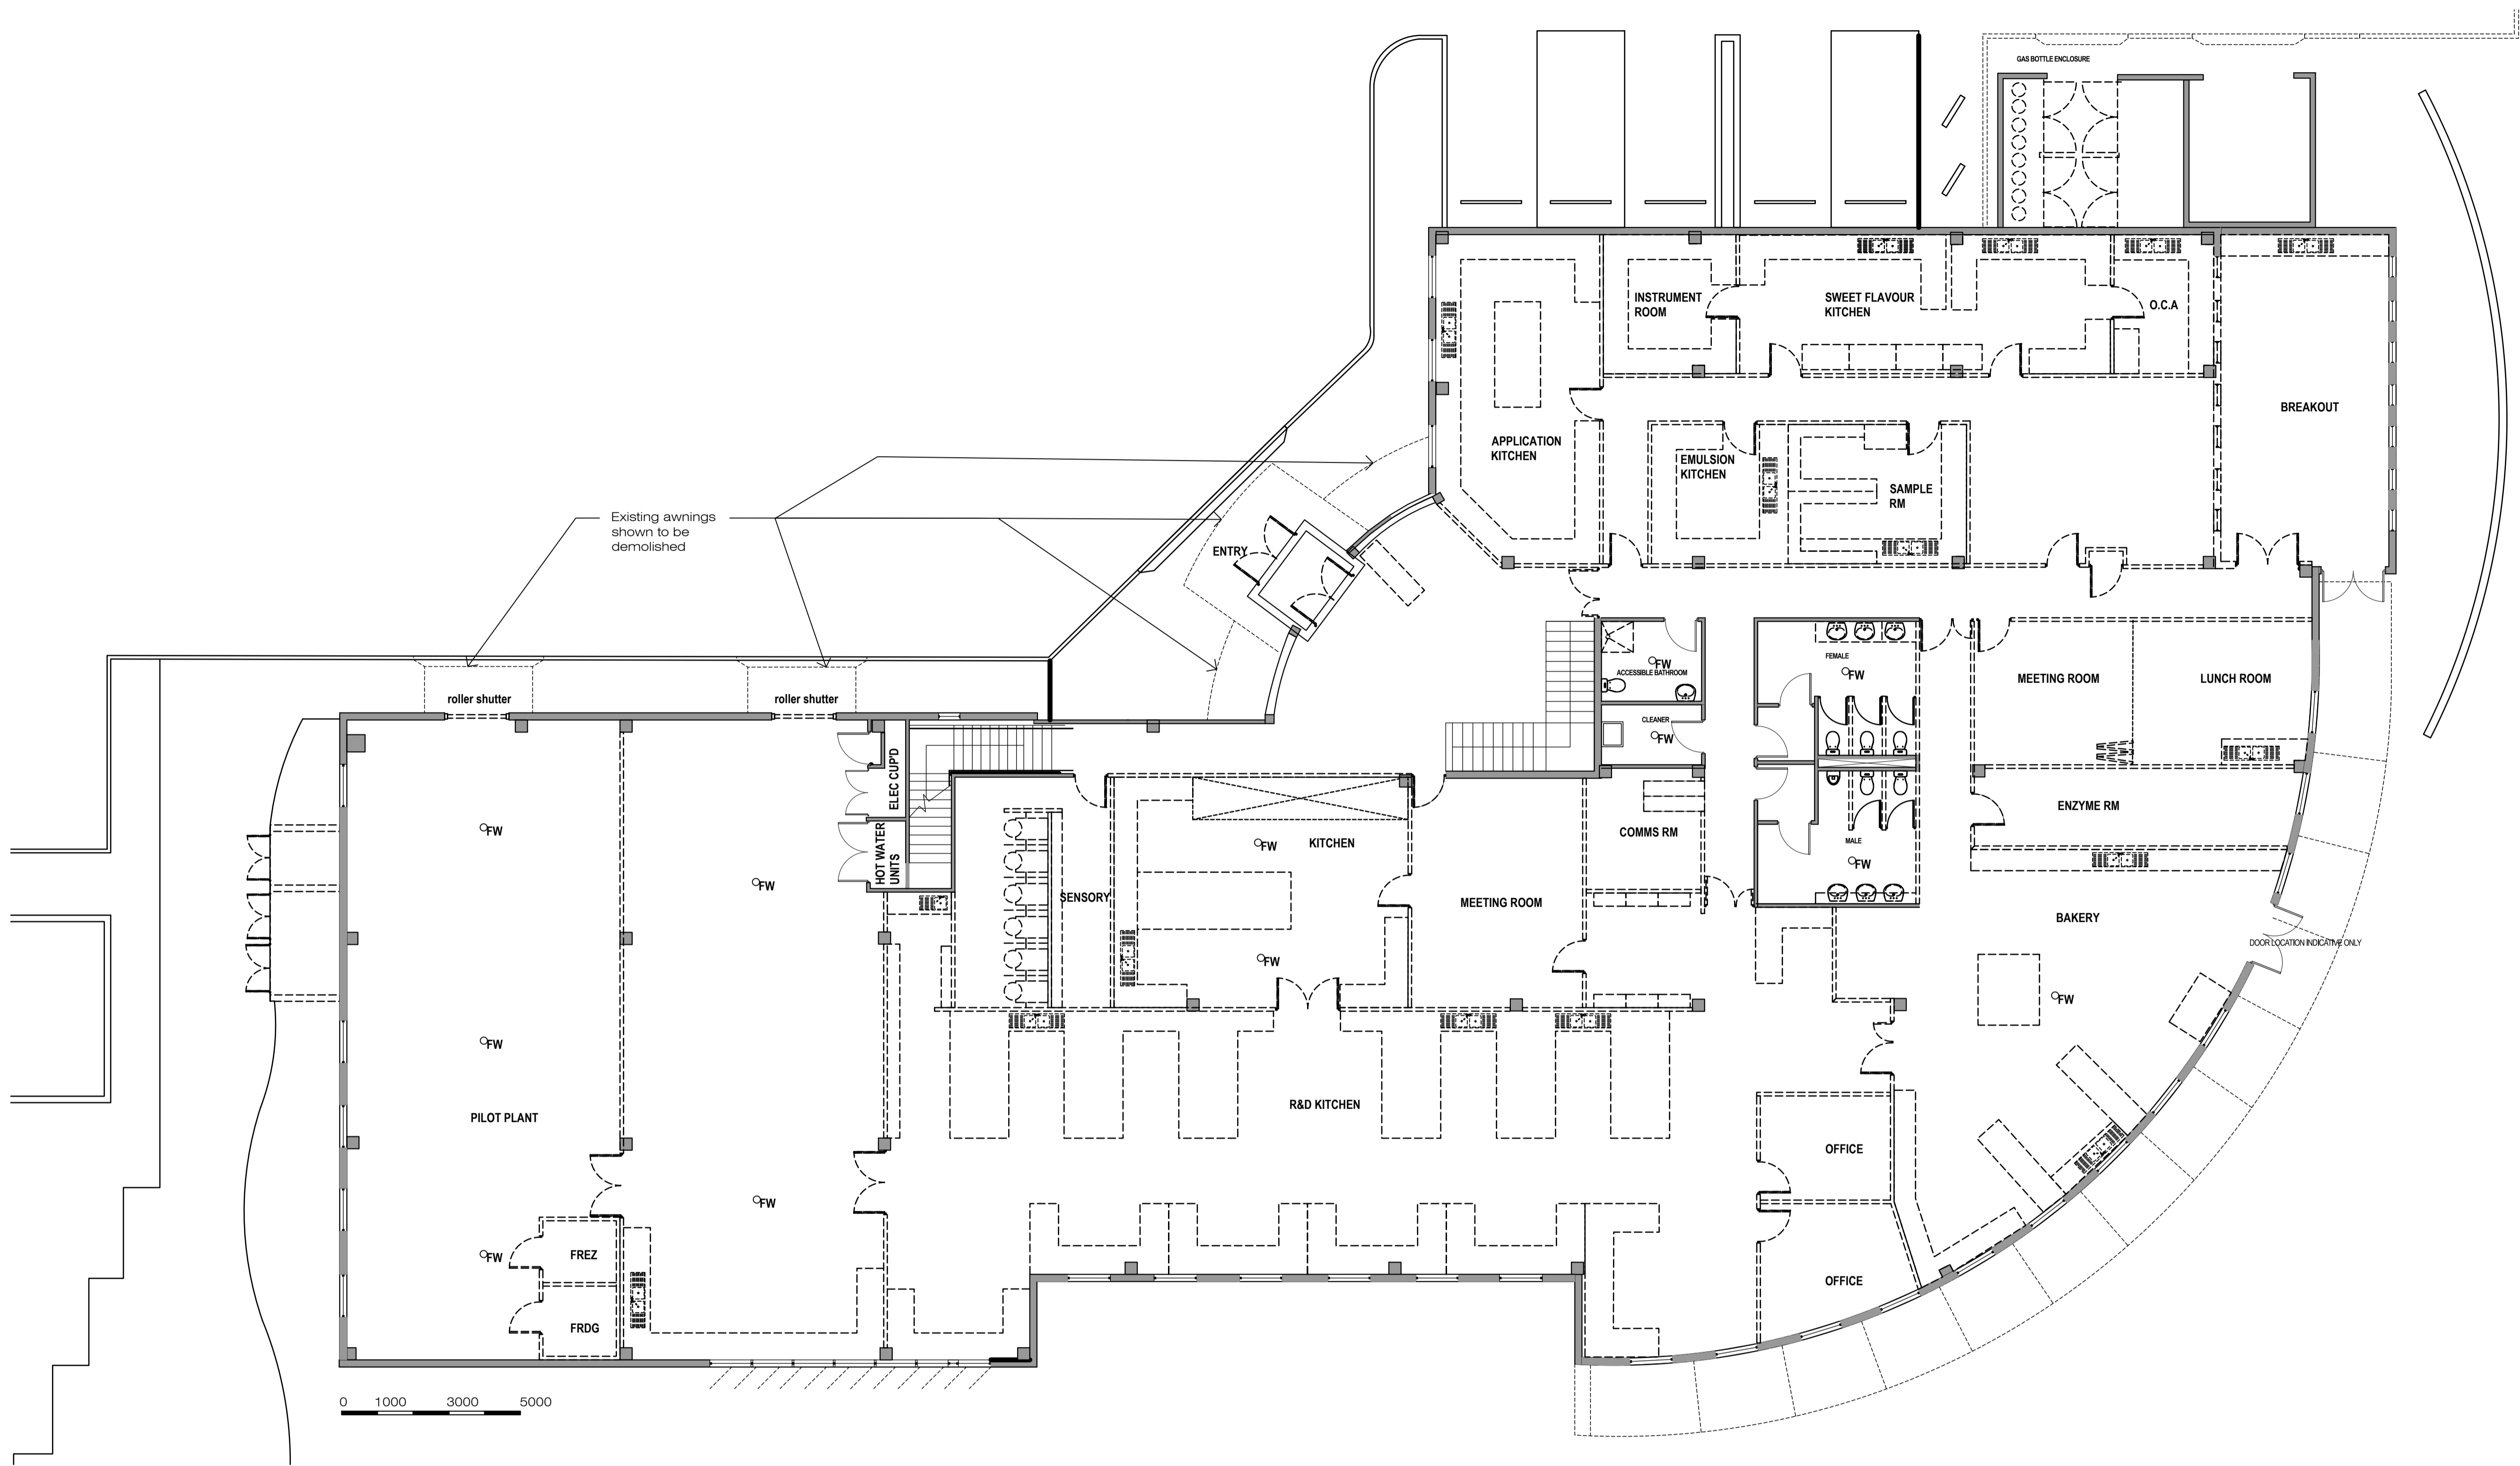 GAS BOTTLE ENCLOSURE
INSTRUMENT
ROOM
SWEET FLAVOUR
KITCHEN
O.C.A
BREAKOUT
APPLICATION
KITCHEN
EMULSION
KITCHEN
SAMPLE
RM
Existing awnings
shown to be
demolished
ENTRY
roller shutter
roller shutter
FW
ACCESSIBLE BATHROOM
CLEANER
FW
FEMALE
FW
MEETING ROOM
LUNCH ROOM
ELEC CUP'D
HOT WATER
UNITS
FW
FW
SENSORY
FW
KITCHEN
FW
MEETING ROOM
COMMS RM
MALE
FW
ENZYME RM
BAKERY
DOOR LOCATION INDICATIVE ONLY
FW
FW
PILOT PLANT
R&D KITCHEN
OFFICE
FW
FW
FREZ
FRDG
OFFICE
0 1000 3000 5000